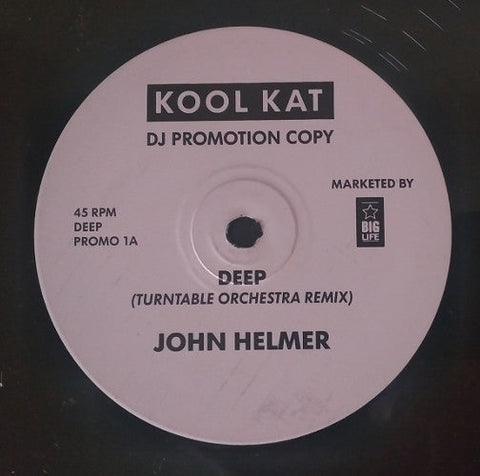 KOOL KAT
DJ PROMOTION COPY
MARKETED BY
BIG
LIFE
45 RPM
DEEP
PROMO 1A
DEEP
(TURNTABLE ORCHESTRA REMIX)
JOHN HELMER